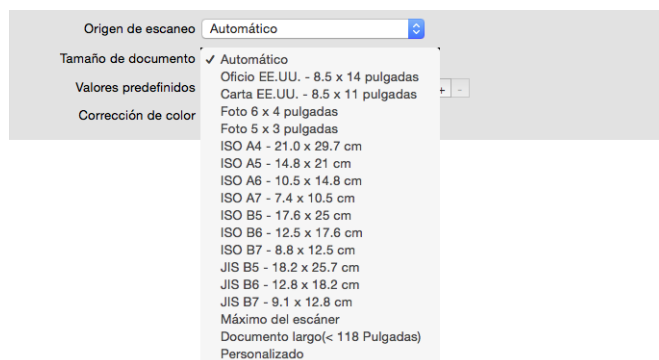 Origen de escaneo Automático
Tamaño de documento ✓ Automático
Oficio EE.UU. - 8.5 x 14 pulgadas
Valores predefinidos Carta EE.UU. - 8.5 x 11 pulgadas + -
Corrección de color Foto 6 x 4 pulgadas
Foto 5 x 3 pulgadas
ISO A4 - 21.0 x 29.7 cm
ISO A5 - 14.8 x 21 cm
ISO A6 - 10.5 x 14.8 cm
ISO A7 - 7.4 x 10.5 cm
ISO B5 - 17.6 x 25 cm
ISO B6 - 12.5 x 17.6 cm
ISO B7 - 8.8 x 12.5 cm
JIS B5 - 18.2 x 25.7 cm
JIS B6 - 12.8 x 18.2 cm
JIS B7 - 9.1 x 12.8 cm
Máximo del escáner
Documento largo(< 118 Pulgadas)
Personalizado